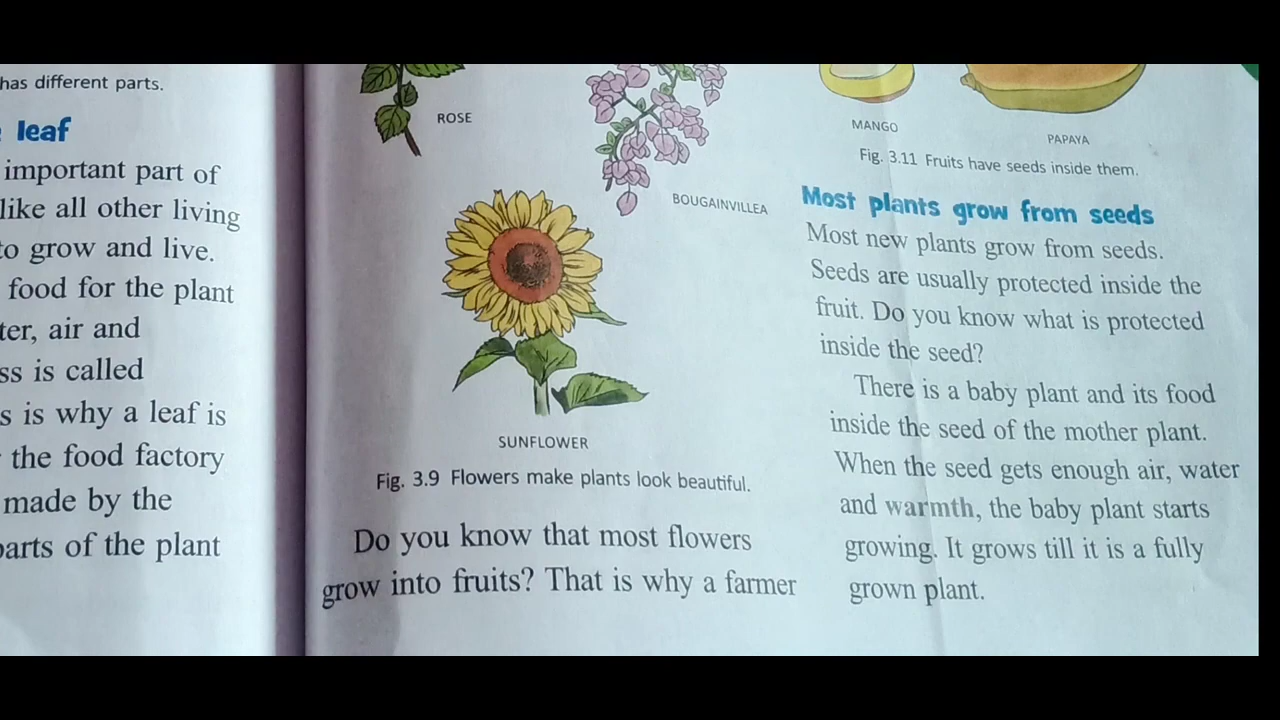 has different parts.
leaf
important part of
like all other living
to grow and live.
food for the plant
air and
is called
is why a leaf is
the food factory
made by the
parts of the plant
ROSE
BOUGAINVILLEA
SUNFLOWER
Fig. 3.9 Flowers make plants look beautiful.
Do you know that most flowers
grow into fruits? That is why a farmer
MANGO
PAPAYA
Fig. 3.11 Fruits have seeds inside them.
Most plants grow from seeds
Most new plants grow from seeds.
Seeds are usually protected inside the
fruit. Do you know what is protected
inside the seed?
There is a baby plant and its food
inside the seed of the mother plant.
When the seed gets enough air, water
and warmth, the baby plant starts
growing. It grows till it is a fully
grown plant.